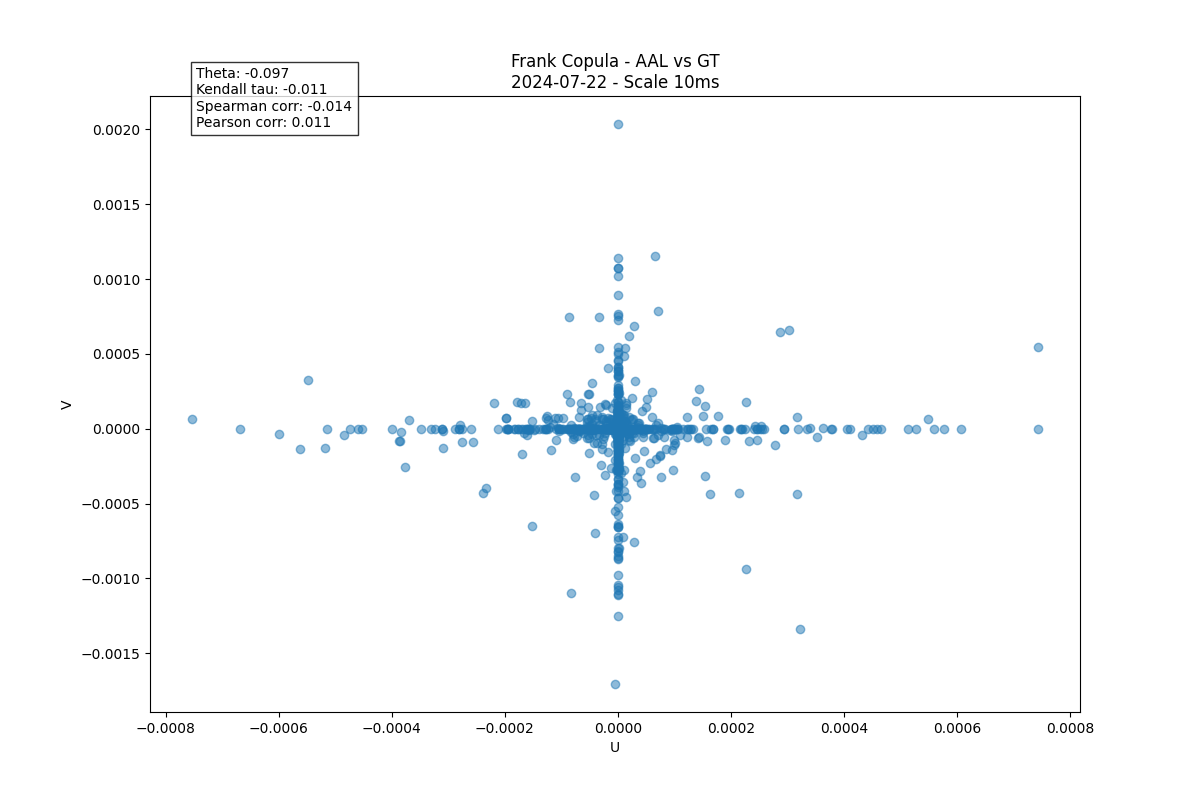 Frank Copula - AAL vs GT
2024-07-22 - Scale 10ms
Theta: -0.097
Kendall tau: -0.011
Spearman corr: -0.014
Pearson corr: 0.011
0.0020
0.0015
0.0010
0.0005
0.0000
−0.0005
−0.0010
−0.0015
V
−0.0008
−0.0006
−0.0004
−0.0002
0.0000
0.0002
0.0004
0.0006
0.0008
U